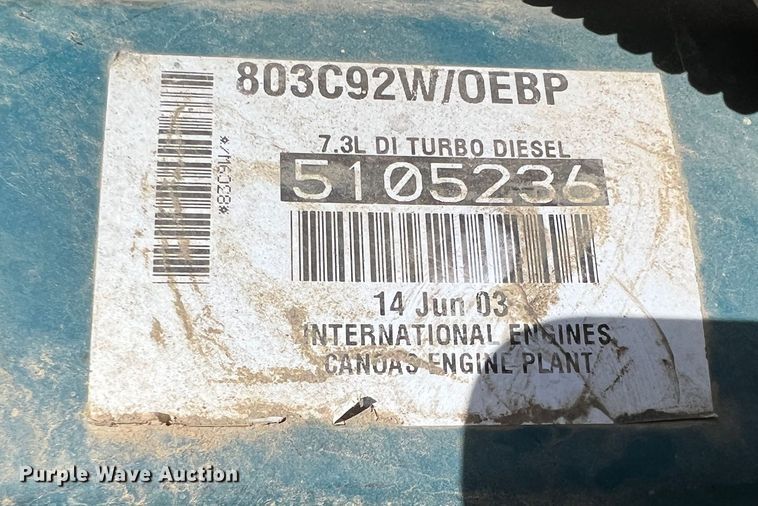 803C92W/OEBP
7.3L DI TURBO DIESEL
5105236
14 Jun 03
INTERNATIONAL ENGINES
CANOAS ENGINE PLANT
Purple Wave Auction